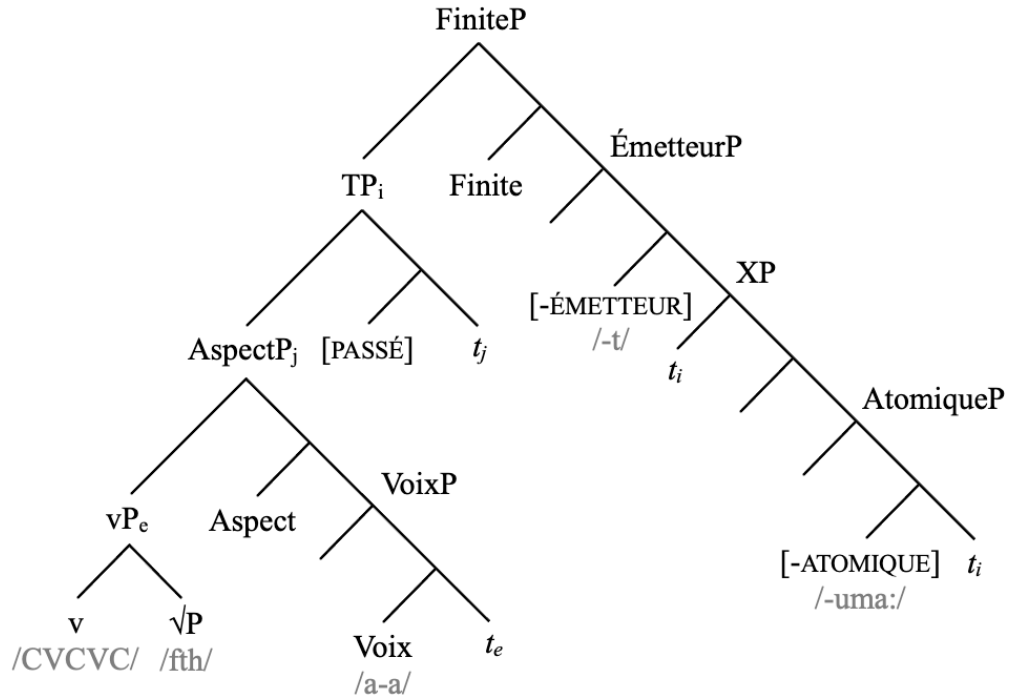 FiniteP
ÉmetteurP
TPᵢ Finite
XP
[-ÉMETTEUR]
/-t/
AspectPⱼ [PASSÉ] tⱼ tᵢ
AtomiqueP
VoixP
vPₑ Aspect
[-ATOMIQUE] tᵢ
/-uma:/
v √P Voix tₑ
/CVCVC/ /fth/ /a-a/